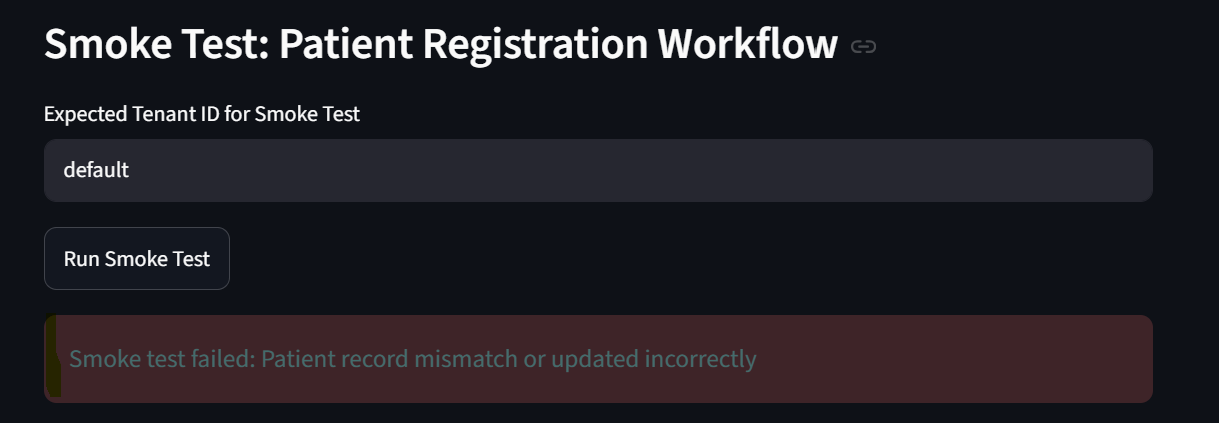 Smoke Test: Patient Registration Workflow
Expected Tenant ID for Smoke Test
default
Run Smoke Test
Smoke test failed: Patient record mismatch or updated incorrectly